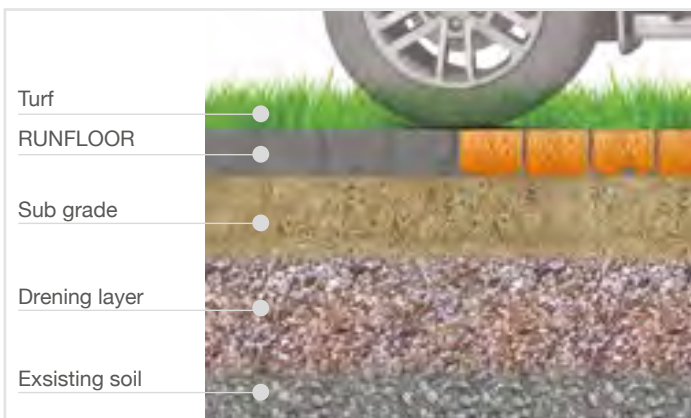 Turf
RUNFLOOR
Sub grade
Drening layer
Exsisting soil